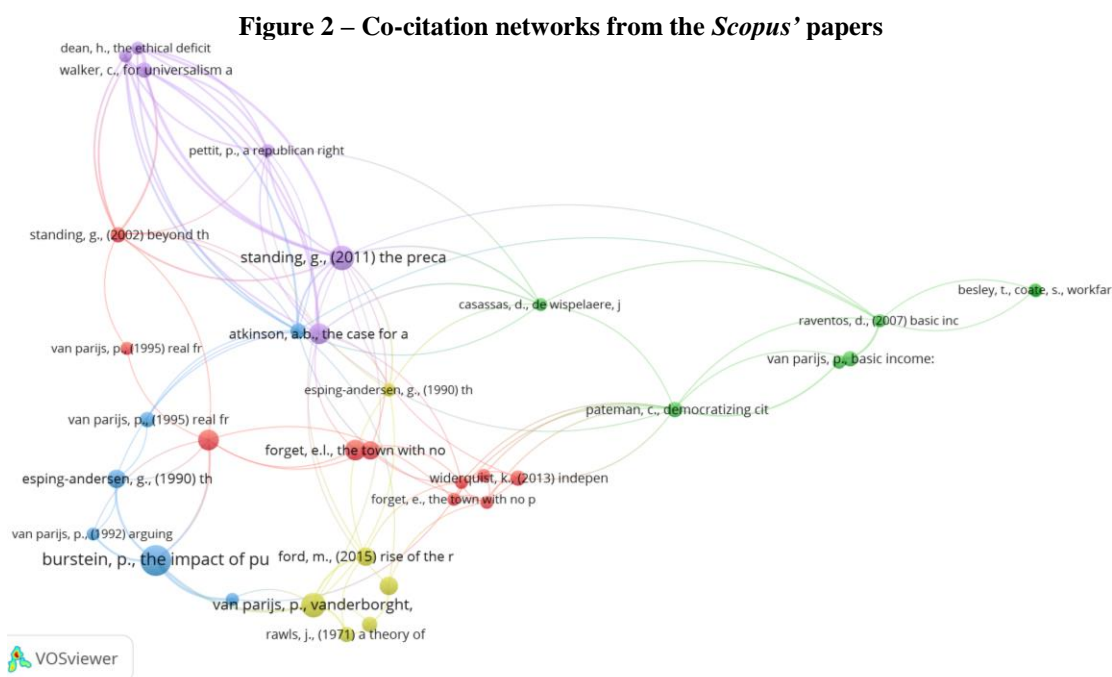 Figure 2 – Co-citation networks from the Scopus’ papers
dean, h., the ethical deficit
walker, c., for universalism a
pettit, p., a republican right
standing, g., (2002) beyond th
standing, g., (2011) the preca
besley, t., coate, s., workfar
casassas, d., de wispelaere, j
raventos, d., (2007) basic inc
atkinson, a.b., the case for a
van parijs, p., (1995) real fr
van parijs, p., basic income:
esping-andersen, g., (1990) th
pateman, c., democratizing cit
van parijs, p., (1995) real fr
forget, e.l., the town with no
esping-andersen, g., (1990) th
widerquist, k., (2013) indepen
forget, e., the town with no p
van parijs, p., (1992) arguing
burstein, p., the impact of pu
ford, m., (2015) rise of the r
van parijs, p., vanderborght,
rawls, j., (1971) a theory of
VOSviewer